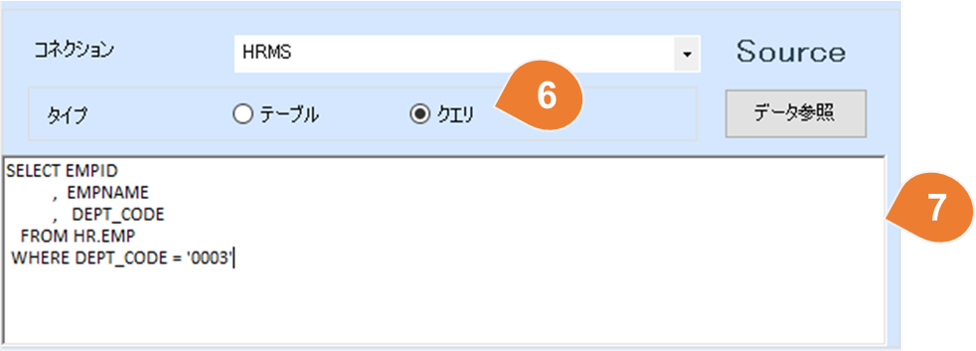 コネクション HRMS Source
タイプ テーブル クエリ 6 データ参照
SELECT EMPID
, EMPNAME
, DEPT_CODE
7
FROM HR.EMP
WHERE DEPT_CODE = '0003'